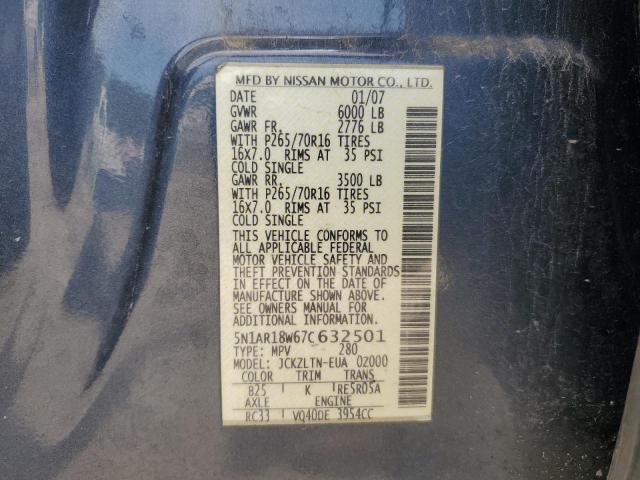 MFD BY NISSAN MOTOR CO., LTD.
DATE 01/07
GVWR 6000 LB
GAWR FR. 2776 LB
WITH P265/70R16 TIRES
16X7.0 RIMS AT 35 PSI
COLD SINGLE
GAWR RR. 3500 LB
WITH P265/70R16 TIRES
16X7.0 RIMS AT 35 PSI
COLD SINGLE
THIS VEHICLE CONFORMS TO
ALL APPLICABLE FEDERAL
MOTOR VEHICLE SAFETY AND
THEFT PREVENTION STANDARDS
IN EFFECT ON THE DATE OF
MANUFACTURE SHOWN ABOVE.
SEE OWNERS MANUAL FOR
ADDITIONAL INFORMATION.
5N1AR18W67C632501
TYPE: MPV 280
MODEL: JCKZLTN-EUA QZ000
COLOR TRIM TRANS
B25 K RE5R05A
AXLE ENGINE
RC33 VQ40DE 3954CC